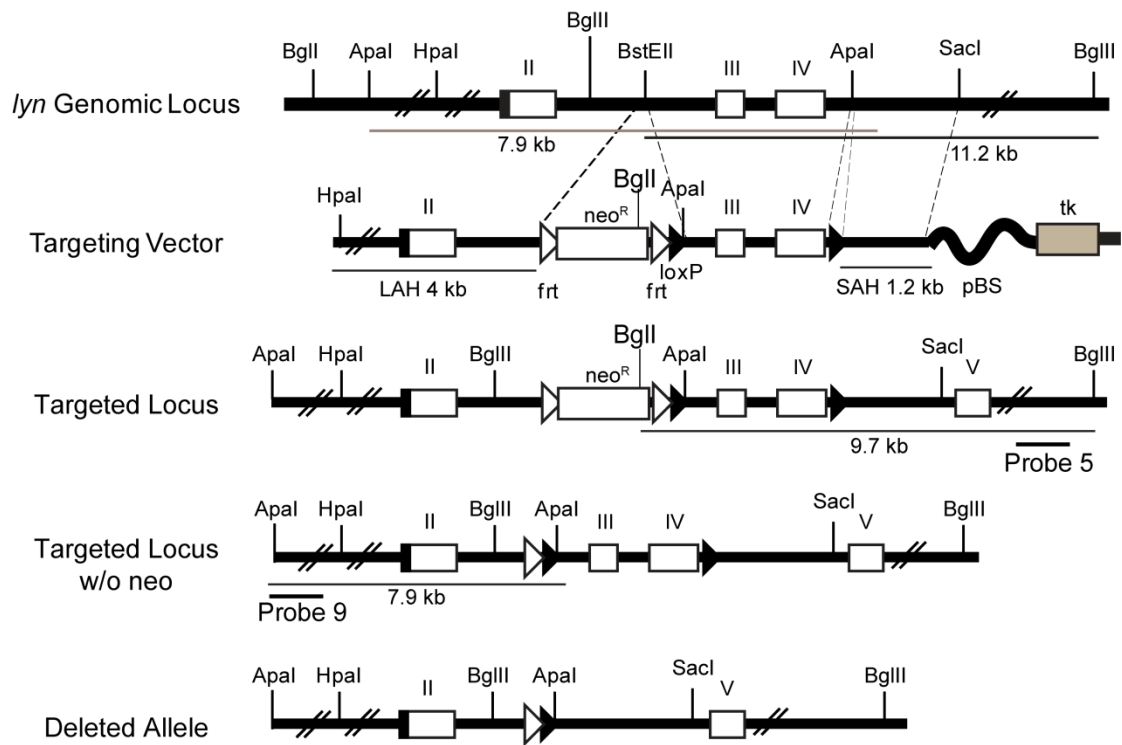 BglI ApaI HpaI II BglII BstEII III IV ApaI SacI BglII
lyn Genomic Locus
7.9 kb 11.2 kb
HpaI II neoR BglI ApaI III IV tk
Targeting Vector
LAH 4 kb frt frt loxP SAH 1.2 kb pBS
ApaI HpaI II BglII neoR BglI ApaI III IV SacI V BglII
Targeted Locus
9.7 kb
Probe 5
ApaI HpaI II BglII ApaI III IV SacI V BglII
Targeted Locus
w/o neo
7.9 kb
Probe 9
ApaI HpaI II BglII ApaI SacI V BglII
Deleted Allele